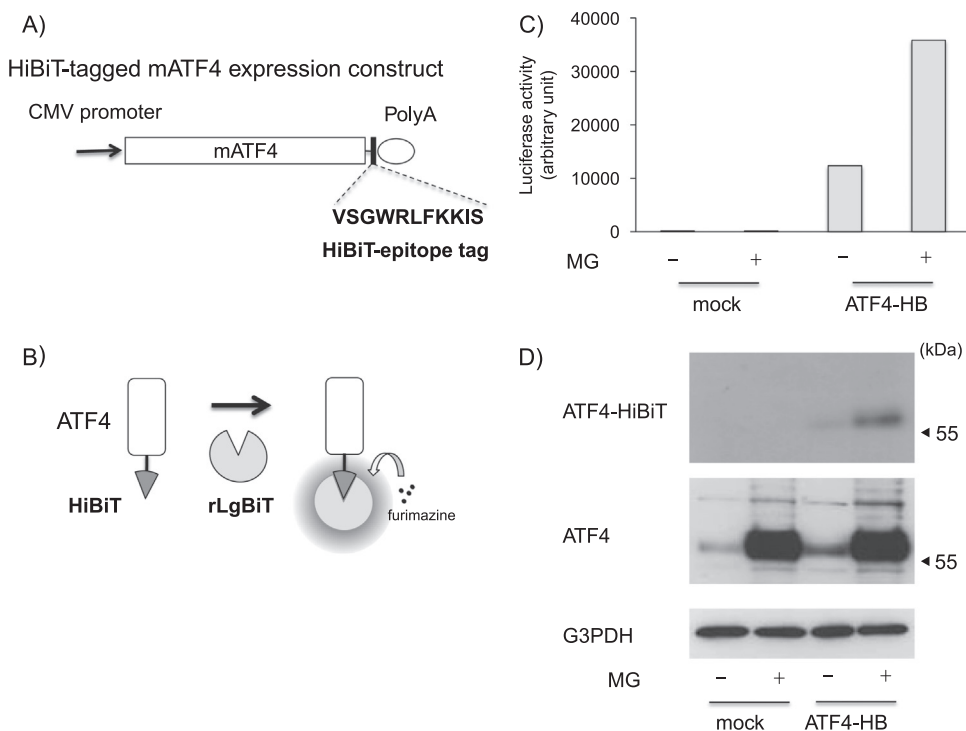 A)
HiBiT-tagged mATF4 expression construct
CMV promoter
PolyA
mATF4
VSGWRLFKKIS
HiBiT-epitope tag
B)
ATF4
HiBiT
rLgBiT
furimazine
C)
Luciferase activity
(arbitrary unit)
40000
30000
20000
10000
0
MG − + − +
mock ATF4-HB
D)
(kDa)
ATF4-HiBiT
55
ATF4
55
G3PDH
MG − + − +
mock ATF4-HB